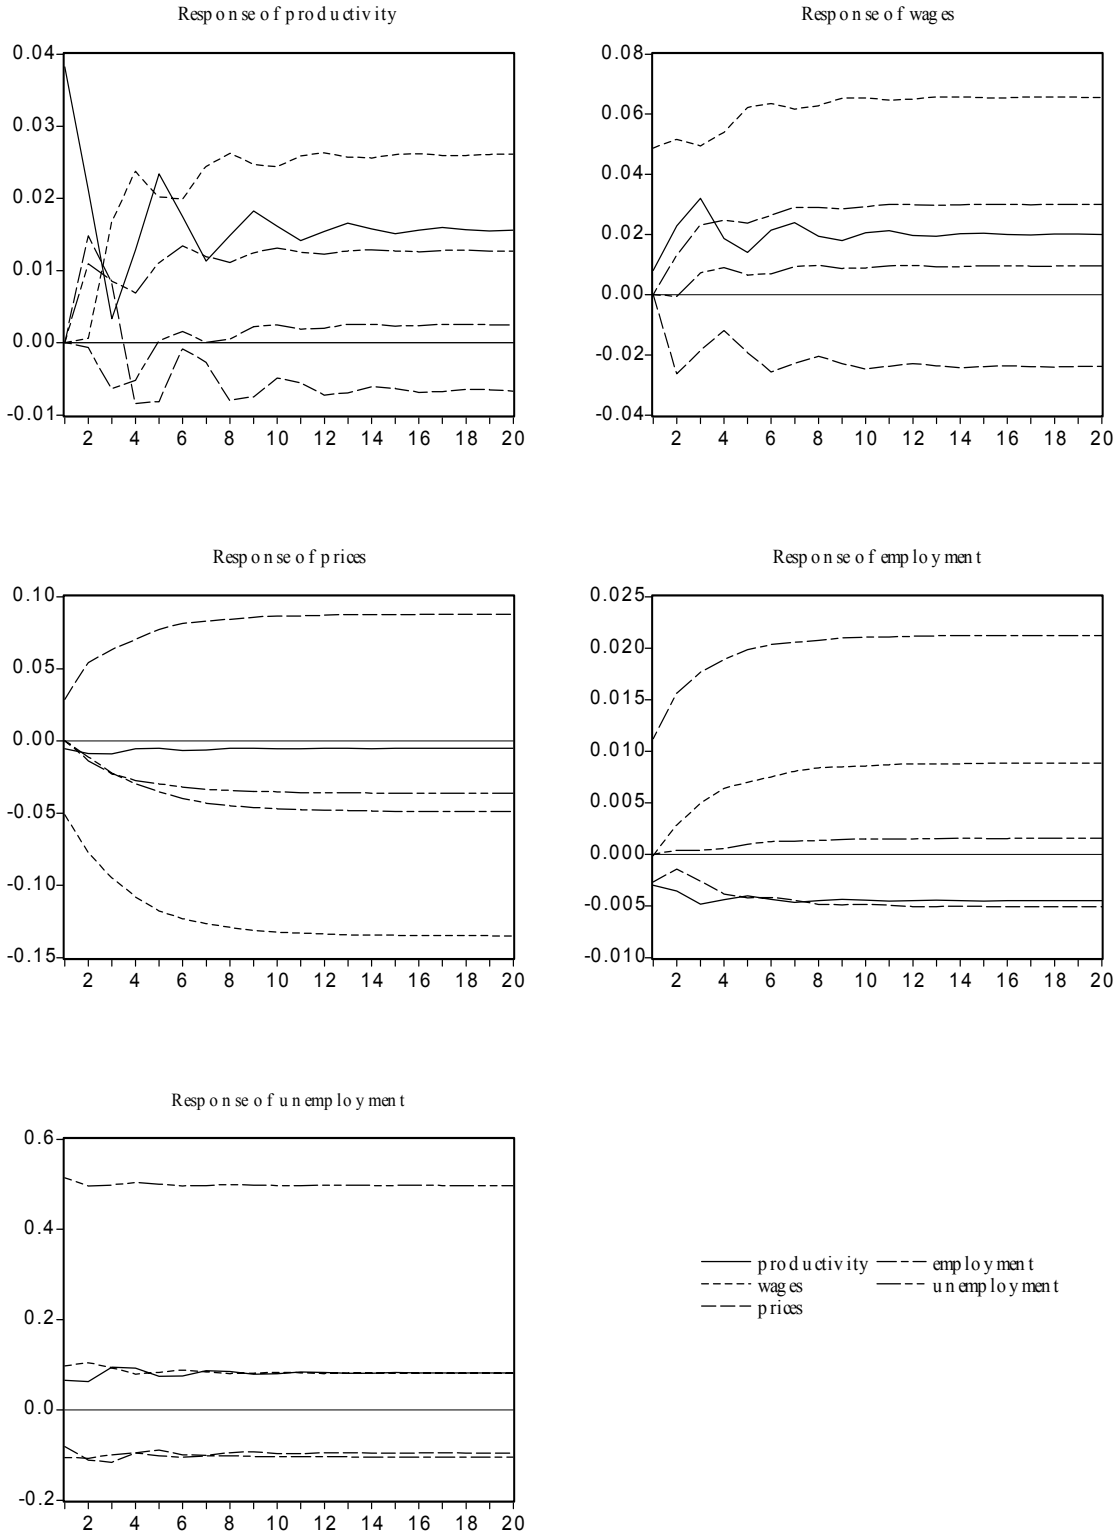 Response of productivity
0.04
0.03
0.02
0.01
0.00
-0.01
2 4 6 8 10 12 14 16 18 20
Response of wages
0.08
0.06
0.04
0.02
0.00
-0.02
-0.04
2 4 6 8 10 12 14 16 18 20
Response of prices
0.10
0.05
0.00
-0.05
-0.10
-0.15
2 4 6 8 10 12 14 16 18 20
Response of employment
0.025
0.020
0.015
0.010
0.005
0.000
-0.005
-0.010
2 4 6 8 10 12 14 16 18 20
Response of unemployment
0.6
0.4
0.2
0.0
-0.2
2 4 6 8 10 12 14 16 18 20
productivity employment
wages unemployment
prices